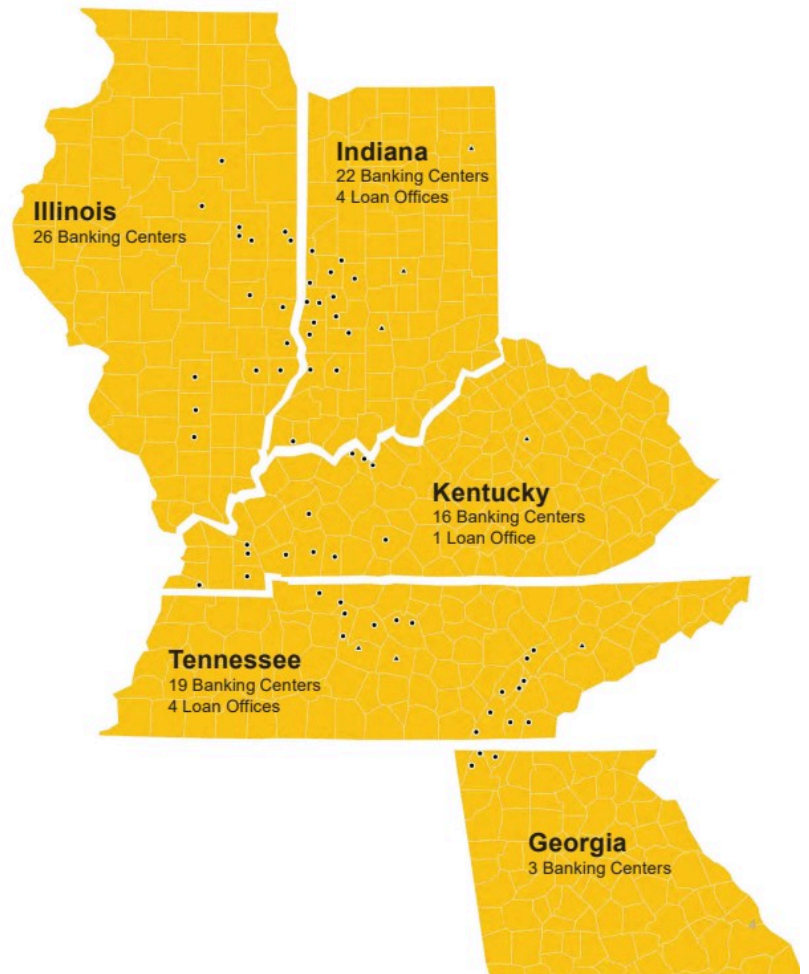 Indiana
22 Banking Centers
4 Loan Offices
Illinois
26 Banking Centers
Kentucky
16 Banking Centers
1 Loan Office
Tennessee
19 Banking Centers
4 Loan Offices
Georgia
3 Banking Centers
4